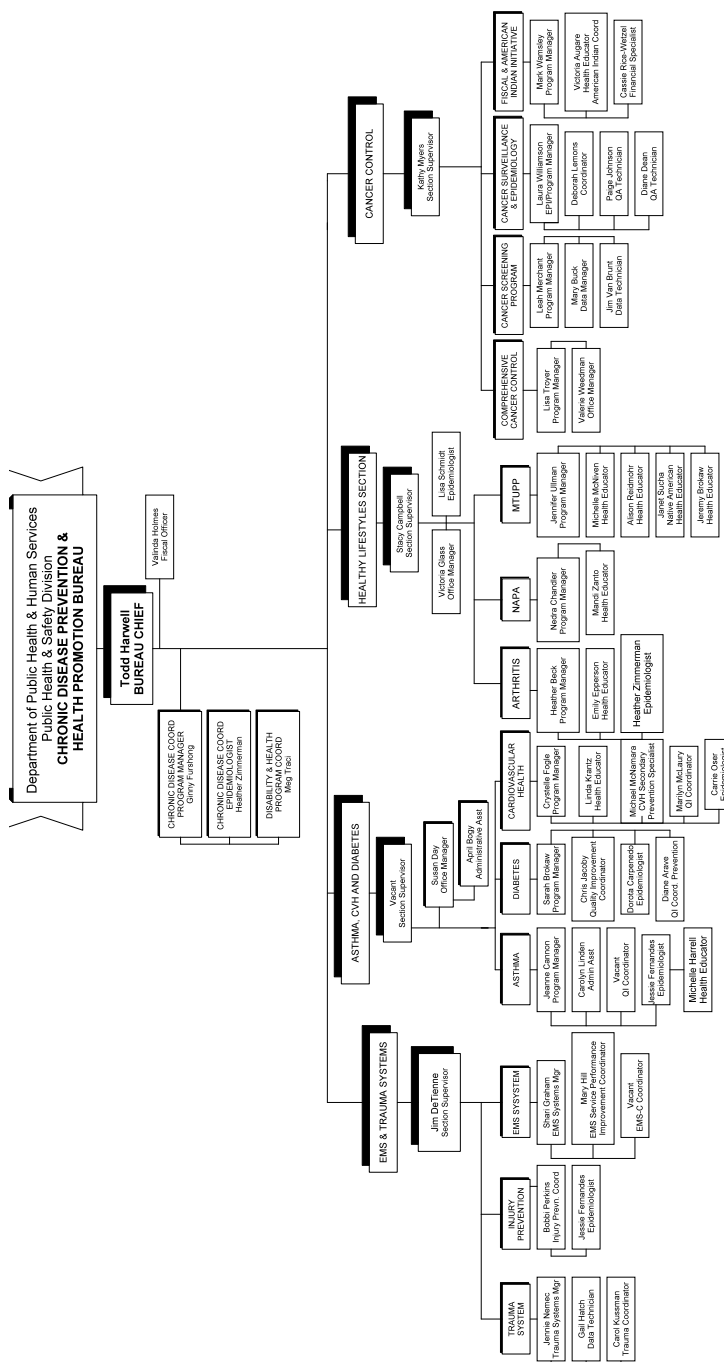 Department of Public Health & Human Services
Public Health & Safety Division
CHRONIC DISEASE PREVENTION &
HEALTH PROMOTION BUREAU
Todd Harwell
BUREAU CHIEF
Valinda Holmes
Fiscal Officer
CHRONIC DISEASE COORD
PROGRAM MANAGER
Ginny Furshong
CHRONIC DISEASE COORD
EPIDEMIOLOGIST
Heather Zimmerman
DISABILITY & HEALTH
PROGRAM COORD
Meg Traci
EMS & TRAUMA SYSTEMS
Jim DeTienne
Section Supervisor
TRAUMA
SYSTEM
Jennie Nemec
Trauma Systems Mgr
Gail Hatch
Data Technician
Carol Kussman
Trauma Coordinator
INJURY
PREVENTION
Bobbi Perkins
Injury Prevn. Coord
Jessie Fernandes
Epidemiologist
EMS SYSYSTEM
Shari Graham
EMS Systems Mgr
Mary Hill
EMS Service Performance
Improvement Coordinator
Vacant
EMS-C Coordinator
ASTHMA, CVH AND DIABETES
Vacant
Section Supervisor
Susan Day
Office Manager
April Bogy
Administrative Asst
ASTHMA
Jeanne Cannon
Program Manager
Carolyn Linden
Admin Asst
Vacant
QI Coordinator
Jessie Fernandes
Epidemiologist
Michelle Harrell
Health Educator
DIABETES
Sarah Brokaw
Program Manager
Chris Jacoby
Quality Improvement
Coordinator
Dorota Carpenedo
Epidemiologist
Diane Arave
QI Coord. Prevention
CARDIOVASCULAR
HEALTH
Crystelle Fogle
Program Manager
Linda Krantz
Health Educator
Michael McNamara
CVH Secondary
Prevention Specialist
Marilyn McLaury
QI Coordinator
Carrie Oser
Epidemiologist
HEALTHY LIFESTYLES SECTION
Stacy Campbell
Section Supervisor
Victoria Glass
Office Manager
Lisa Schmidt
Epidemiologist
ARTHRITIS
Heather Beck
Program Manager
Emily Epperson
Health Educator
Heather Zimmerman
Epidemiologist
NAPA
Nedra Chandler
Program Manager
Mandi Zanto
Health Educator
MTUPP
Jennifer Ullman
Program Manager
Michelle McNiven
Health Educator
Alison Reidmohr
Health Educator
Janet Sucha
Native American
Health Educator
Jeremy Brokaw
Health Educator
CANCER CONTROL
Kathy Myers
Section Supervisor
COMPREHENSIVE
CANCER CONTROL
Lisa Troyer
Program Manager
Valerie Weedman
Office Manager
CANCER SCREENING
PROGRAM
Leah Merchant
Program Manager
Mary Buck
Data Manager
Jim Van Brunt
Data Technician
CANCER SURVEILLANCE
& EPIDEMIOLOGY
Laura Williamson
EPI/Program Manager
Deborah Lemons
Coordinator
Paige Johnson
QA Technician
Diane Dean
QA Technician
FISCAL & AMERICAN
INDIAN INITIATIVE
Mark Wamsley
Program Manager
Victoria Augare
Health Educator
American Indian Coord
Cassie Rice-Wetzel
Financial Specialist